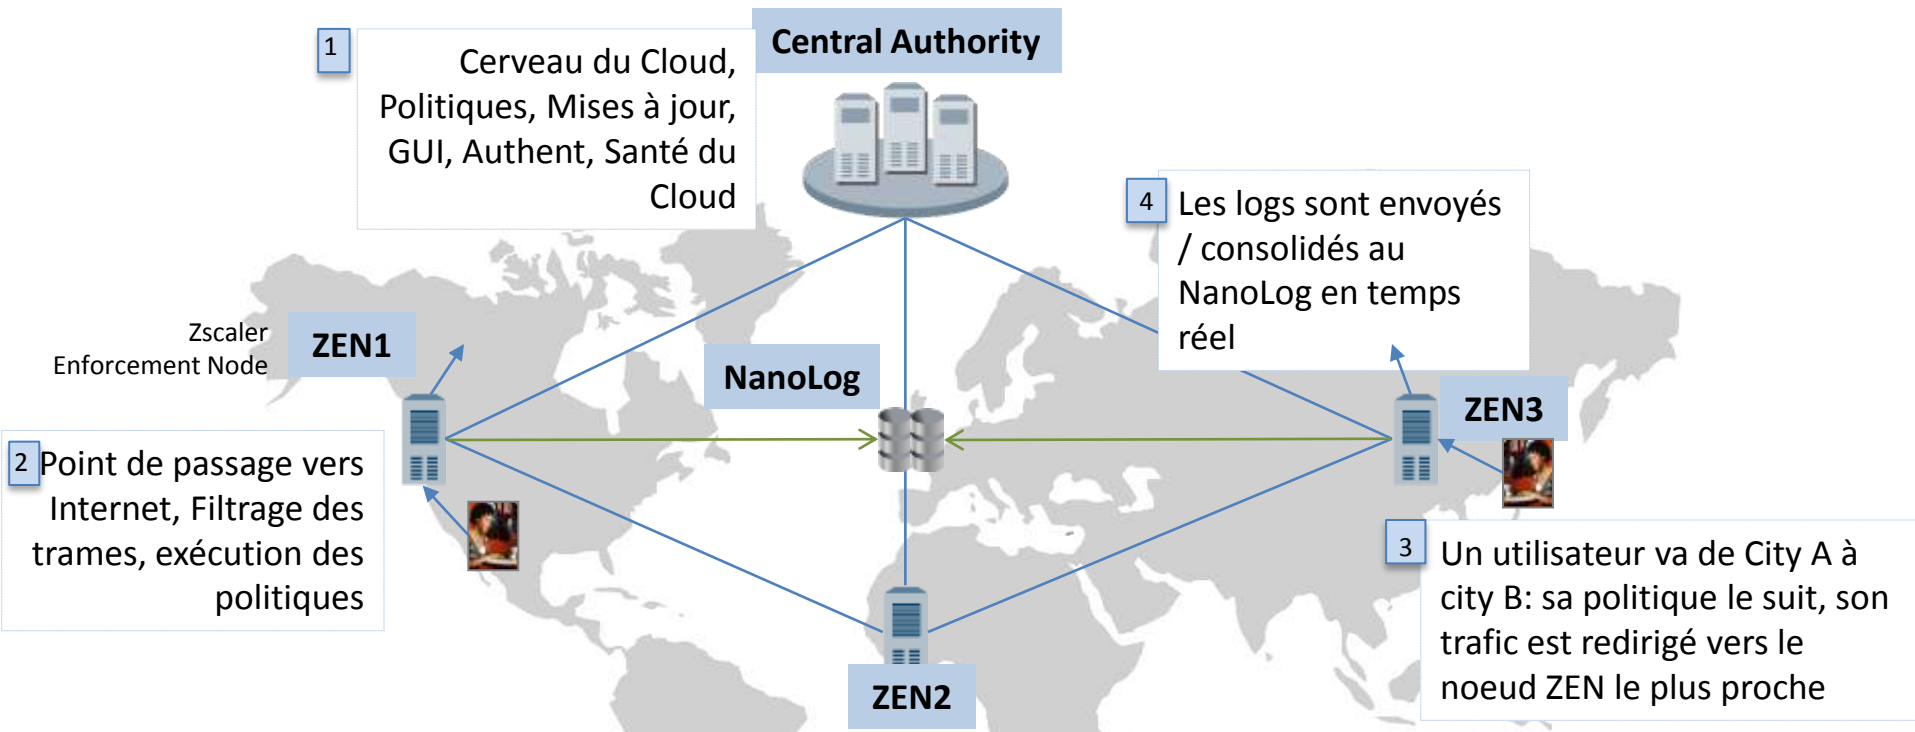 Central Authority
1
Cerveau du Cloud,
Politiques, Mises à jour,
GUI, Authent, Santé du
Cloud
4
Les logs sont envoyés
/ consolidés au
NanoLog en temps
réel
Zscaler
Enforcement Node
ZEN1
NanoLog
ZEN3
2
Point de passage vers
Internet, Filtrage des
trames, exécution des
politiques
3
Un utilisateur va de City A à
city B: sa politique le suit, son
trafic est redirigé vers le
noeud ZEN le plus proche
ZEN2